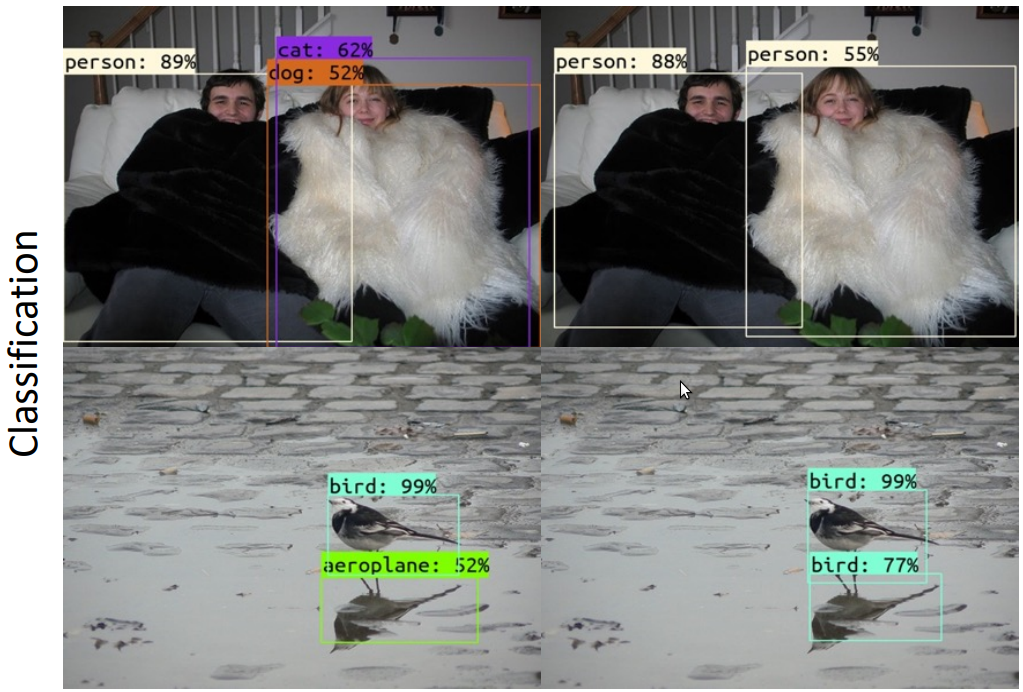 Classification
person: 89%
cat: 62%
dog: 52%
person: 88%
person: 55%
bird: 99%
aeroplane: 52%
bird: 99%
bird: 77%